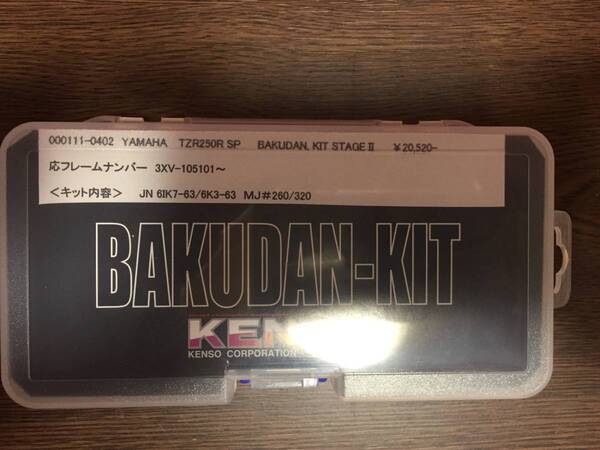 000111-0402 YAMAHA TZR250R SP BAKUDAN. KIT STAGE Ⅱ ¥20,520-
応フレームナンバー 3XV-105101～
＜キット内容＞ JN 6IK7-63/6K3-63 MJ#260/320
BAKUDAN-KIT
KENSO CORPORATION